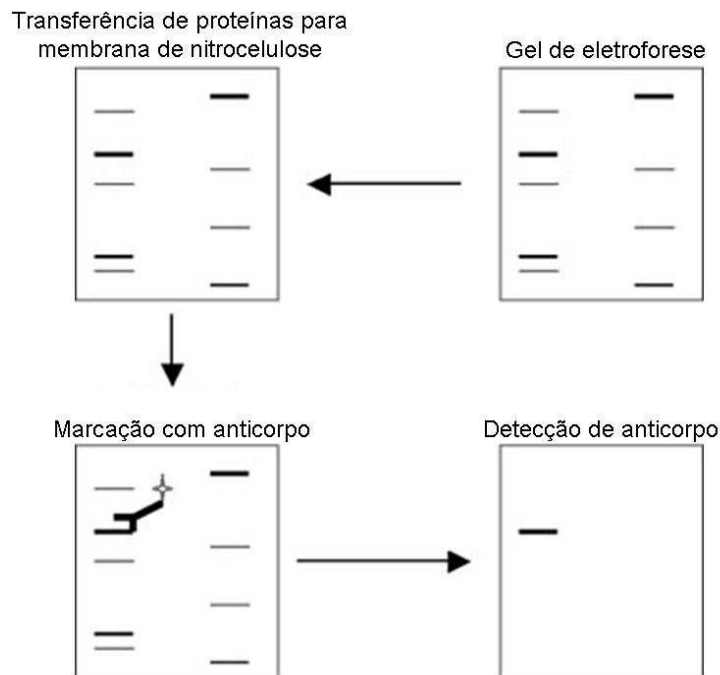 Transferência de proteínas para
membrana de nitrocelulose
Gel de eletroforese
Marcação com anticorpo
Detecção de anticorpo